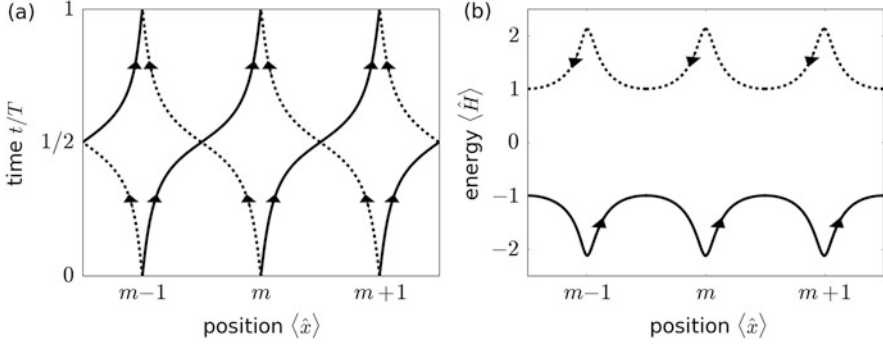 (a)
1
1/2
0
time t/T
m−1
m
m+1
position ⟨x̂⟩
(b)
2
1
0
−1
−2
energy ⟨Ĥ⟩
m−1
m
m+1
position ⟨x̂⟩